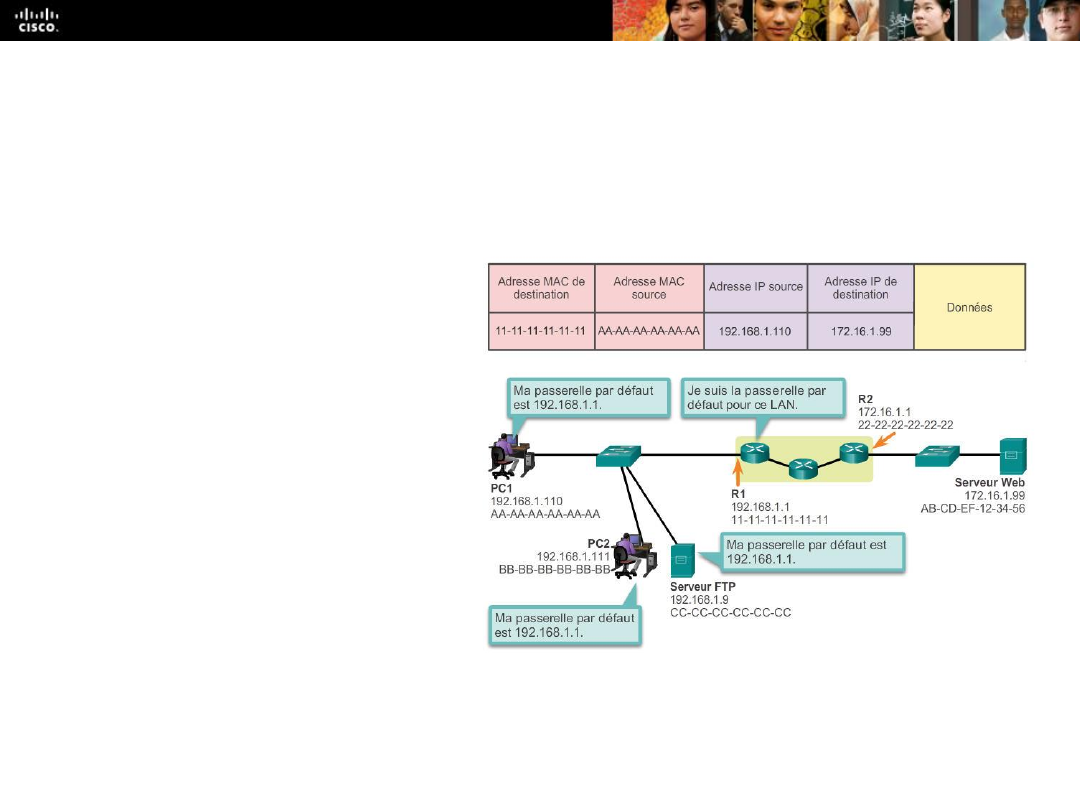 CISCO.
Adresse MAC de
destination
Adresse MAC
source
Adresse IP source
Adresse IP de
destination
Données
11-11-11-11-11-11
AA-AA-AA-AA-AA-AA
192.168.1.110
172.16.1.99
Ma passerelle par défaut
est 192.168.1.1.
Je suis la passerelle par
défaut pour ce LAN.
R2
172.16.1.1
22-22-22-22-22-22
PC1
192.168.1.110
AA-AA-AA-AA-AA-AA
R1
192.168.1.1
11-11-11-11-11-11
Serveur Web
172.16.1.99
AB-CD-EF-12-34-56
PC2
192.168.1.111
BB-BB-BB-BB-BB-BB
Ma passerelle par défaut est
192.168.1.1.
Serveur FTP
192.168.1.9
CC-CC-CC-CC-CC-CC
Ma passerelle par défaut
est 192.168.1.1.